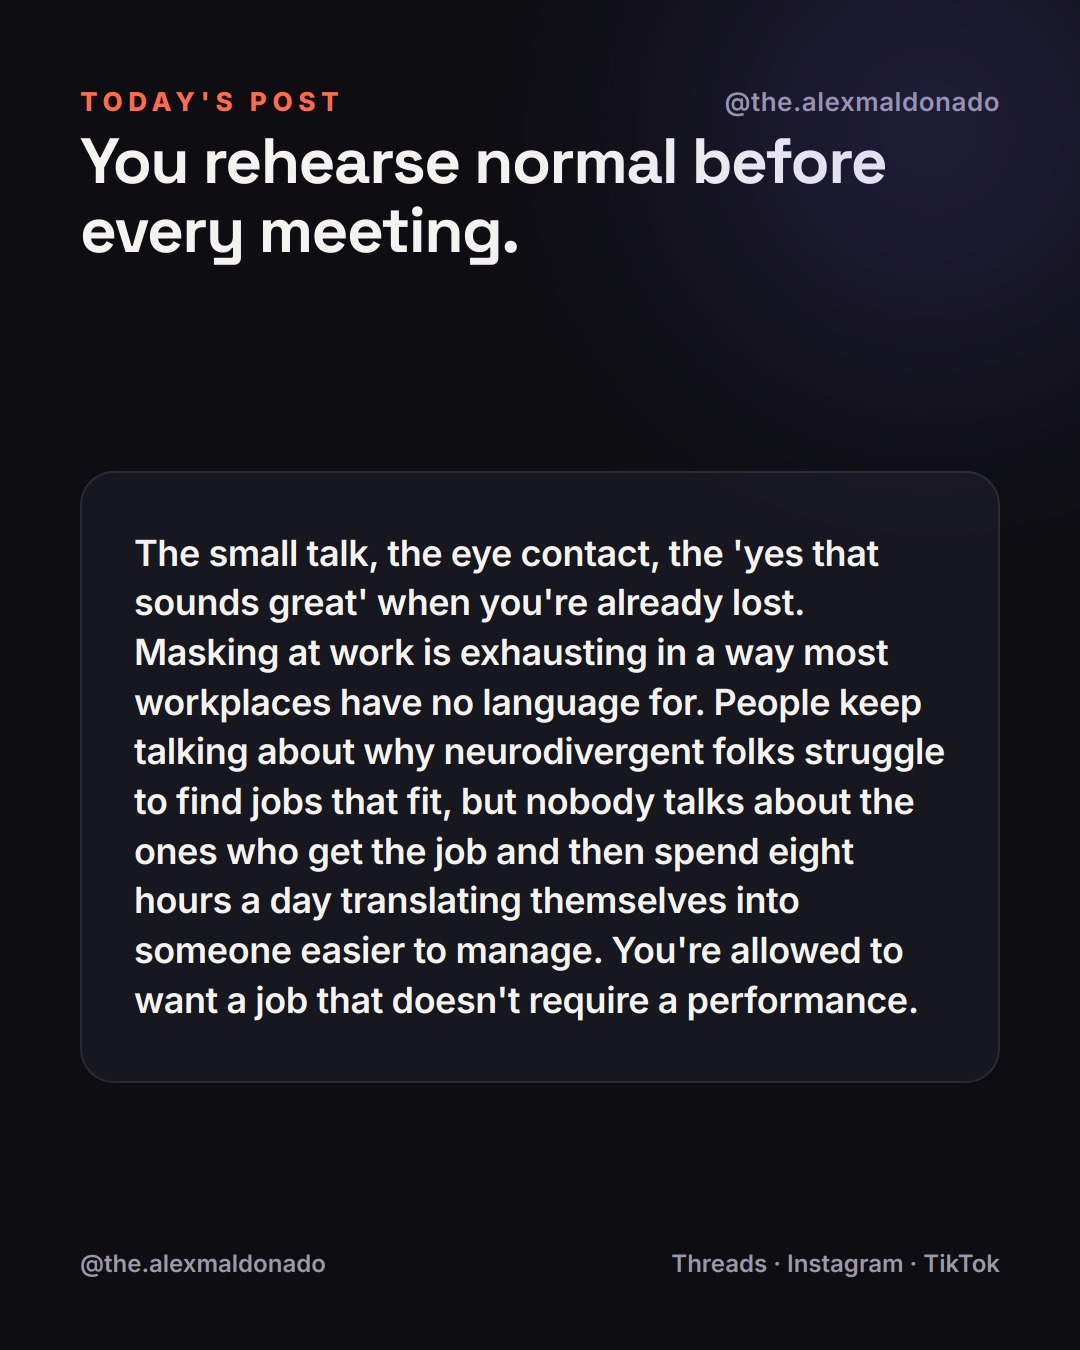 TODAY'S POST
@the.alexmaldonado
You rehearse normal before
every meeting.
The small talk, the eye contact, the 'yes that
sounds great' when you're already lost.
Masking at work is exhausting in a way most
workplaces have no language for. People keep
talking about why neurodivergent folks struggle
to find jobs that fit, but nobody talks about the
ones who get the job and then spend eight
hours a day translating themselves into
someone easier to manage. You're allowed to
want a job that doesn't require a performance.
@the.alexmaldonado
Threads · Instagram · TikTok